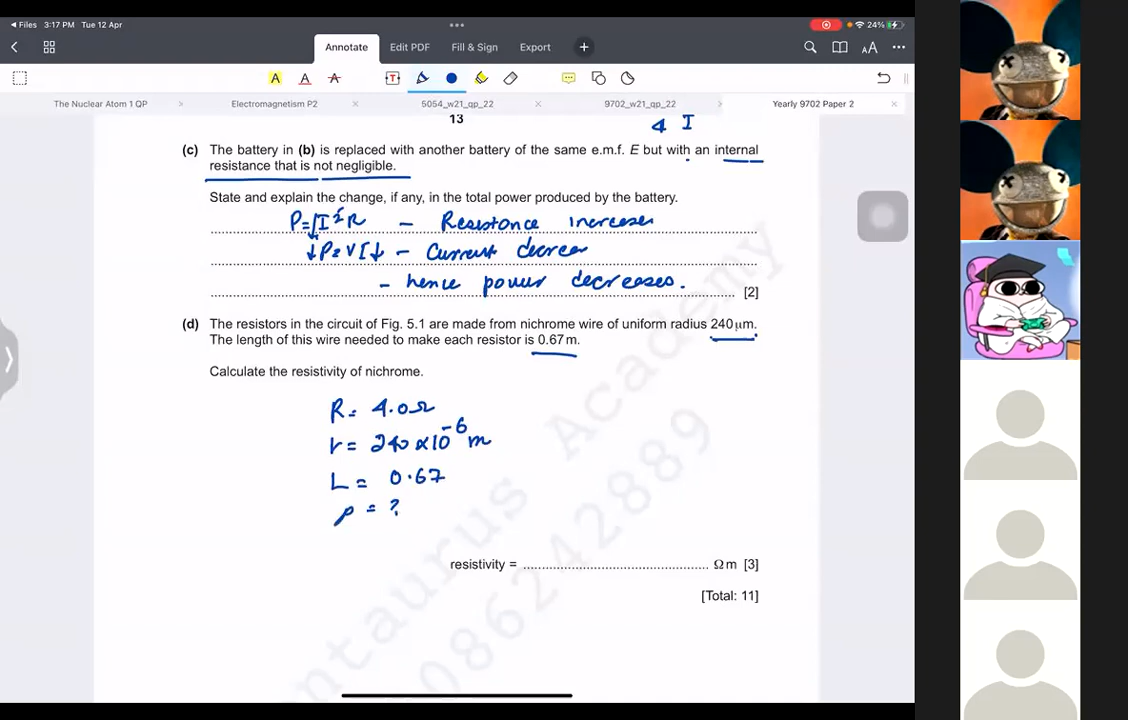 Files 3:17 PM Tue 12 Apr
24%
Annotate Edit PDF Fill & Sign Export
The Nuclear Atom 1 QP
Electromagnetism P2
5054_w21_qp_22
9702_w21_qp_22
Yearly 9702 Paper 2
13
4 I
(c) The battery in (b) is replaced with another battery of the same e.m.f. E but with an internal
resistance that is not negligible.
State and explain the change, if any, in the total power produced by the battery.
P=I²R - Resistance increases
↓P=VI↓ - Current decrea
- hence power decreases.
[2]
(d) The resistors in the circuit of Fig. 5.1 are made from nichrome wire of uniform radius 240 μm.
The length of this wire needed to make each resistor is 0.67 m.
Calculate the resistivity of nichrome.
R = 4.0Ω
r = 240 x10⁻⁶ m
L = 0.67
ρ = ?
resistivity = ........................................ Ω m [3]
[Total: 11]
entaurus Academy
086242889